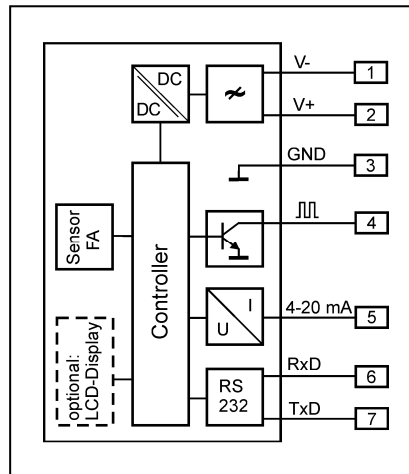 V-
1
DC
DC
V+
2
GND
3
4
Sensor
FA
Controller
4-20 mA
5
U
I
optional:
LCD-Display
RxD
6
RS
232
TxD
7